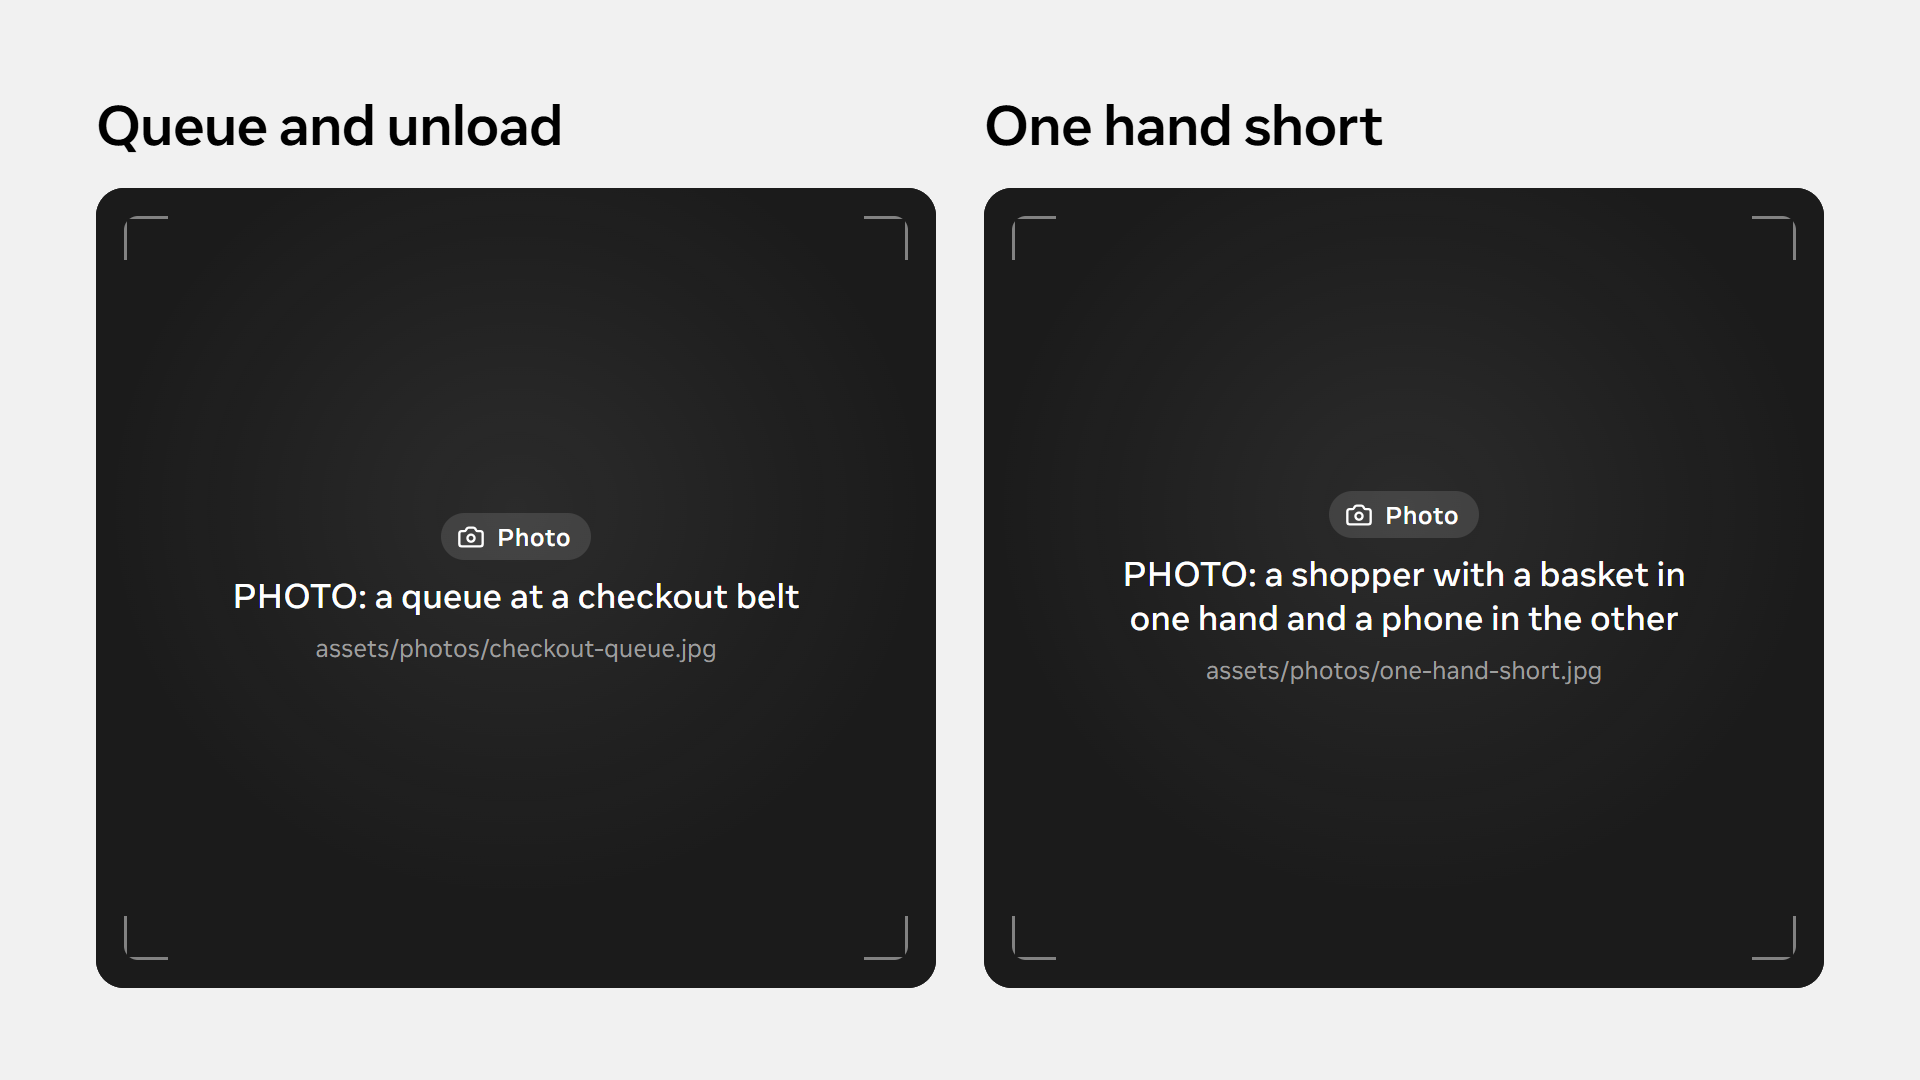 Queue and unload
Photo
PHOTO: a queue at a checkout belt
assets/photos/checkout-queue.jpg
One hand short
Photo
PHOTO: a shopper with a basket in
one hand and a phone in the other
assets/photos/one-hand-short.jpg